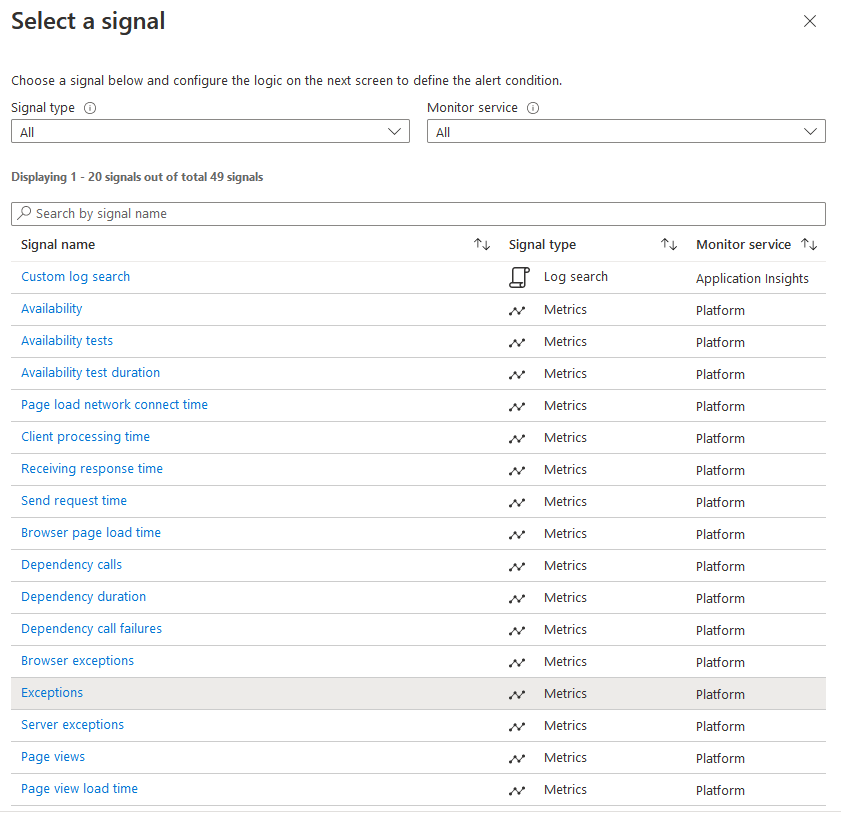 Select a signal
Choose a signal below and configure the logic on the next screen to define the alert condition.
Signal type Monitor service
All All
Displaying 1 - 20 signals out of total 49 signals
Search by signal name
Signal name Signal type Monitor service
Custom log search Log search Application Insights
Availability Metrics Platform
Availability tests Metrics Platform
Availability test duration Metrics Platform
Page load network connect time Metrics Platform
Client processing time Metrics Platform
Receiving response time Metrics Platform
Send request time Metrics Platform
Browser page load time Metrics Platform
Dependency calls Metrics Platform
Dependency duration Metrics Platform
Dependency call failures Metrics Platform
Browser exceptions Metrics Platform
Exceptions Metrics Platform
Server exceptions Metrics Platform
Page views Metrics Platform
Page view load time Metrics Platform